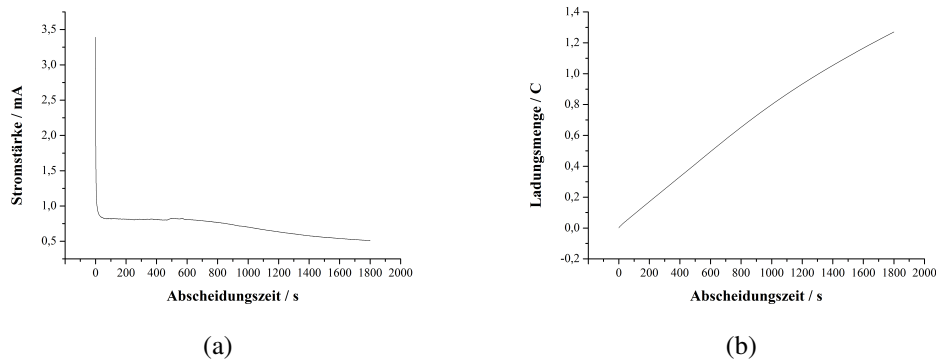 3,5
3,0
2,5
2,0
1,5
1,0
0,5
Stromstärke / mA
0 200 400 600 800 1000 1200 1400 1600 1800 2000
Abscheidungszeit / s
(a)
1,4
1,2
1,0
0,8
0,6
0,4
0,2
0,0
-0,2
Ladungsmenge / C
0 200 400 600 800 1000 1200 1400 1600 1800 2000
Abscheidungszeit / s
(b)